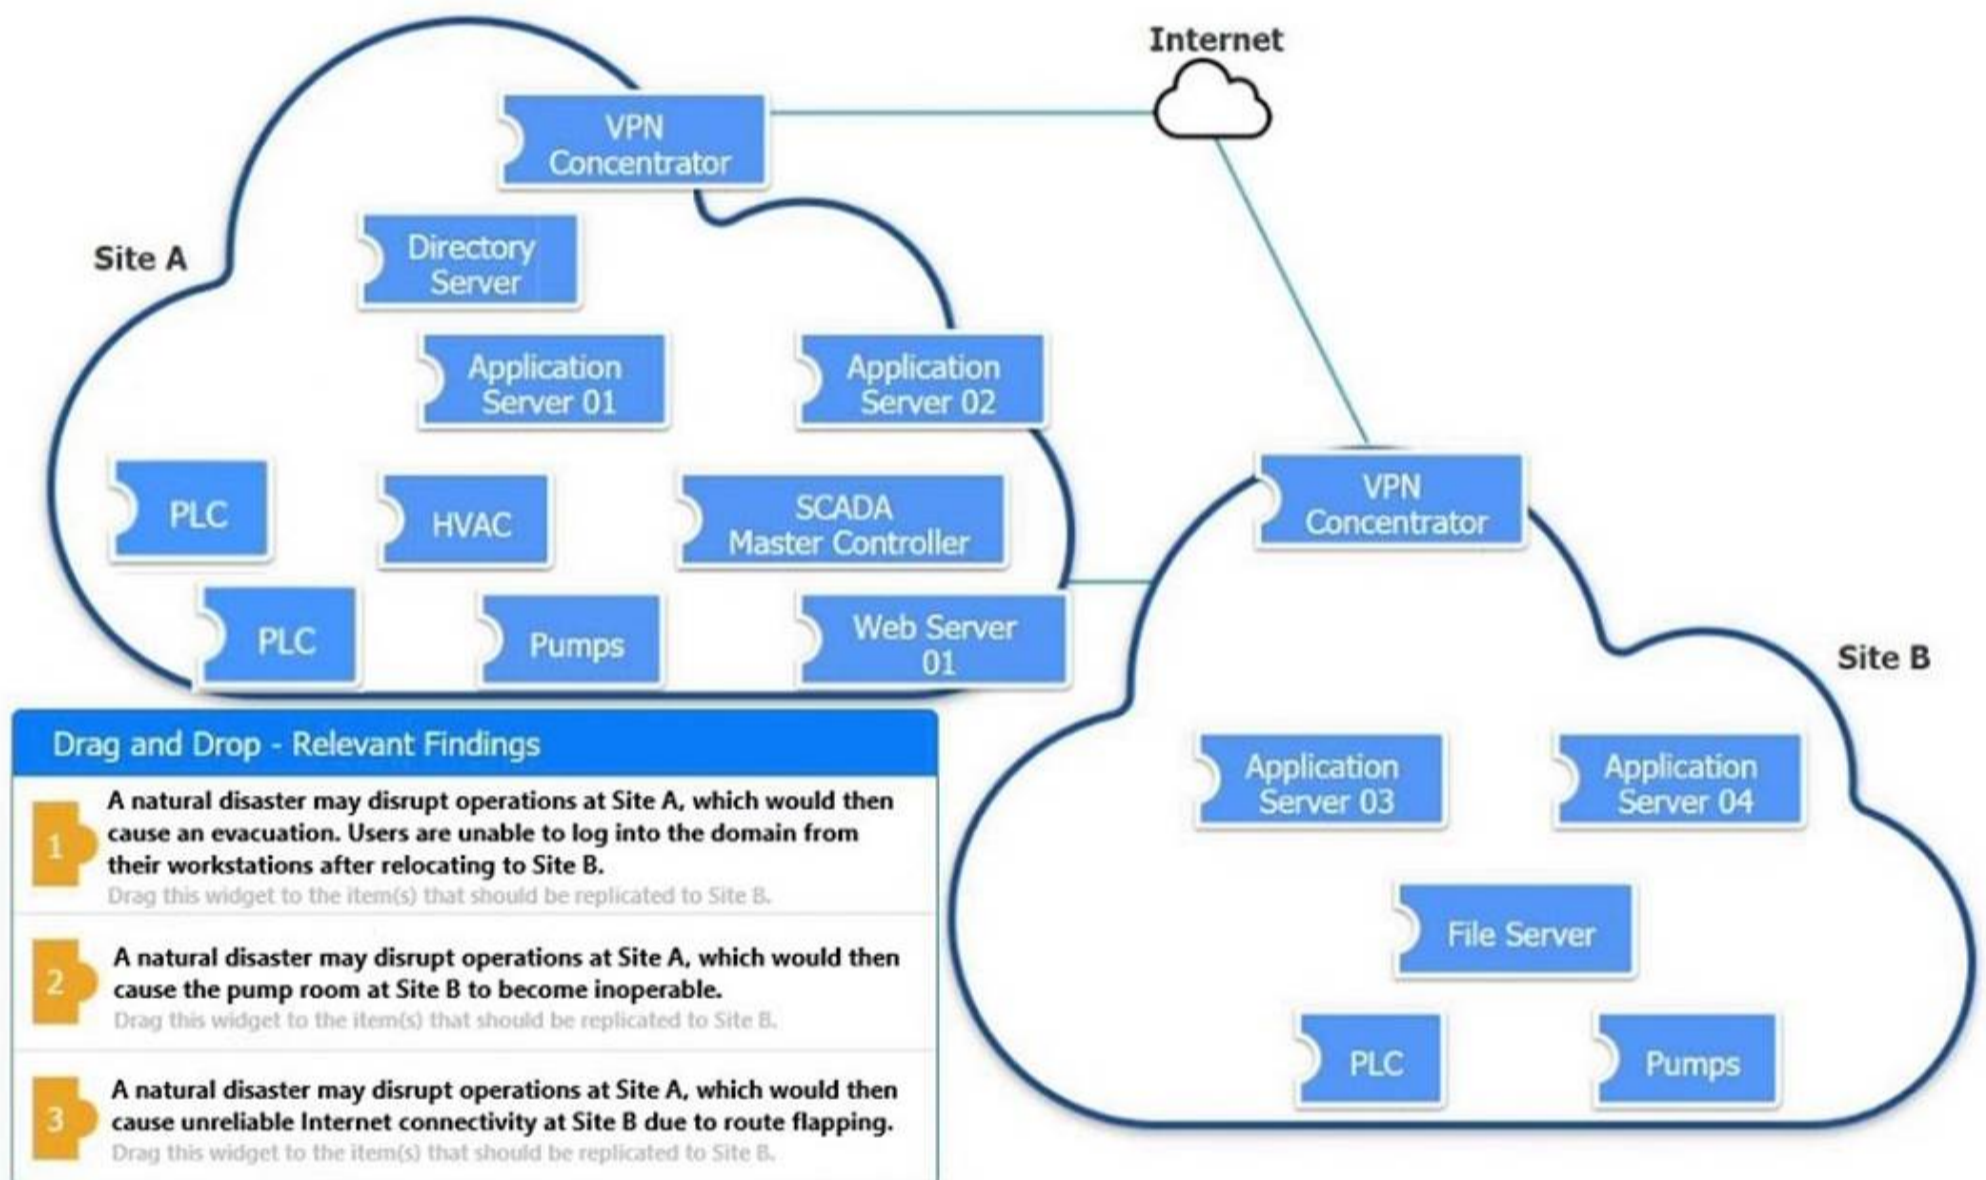 Internet
VPN
Concentrator
Site A
Directory
Server
Application
Server 01
Application
Server 02
PLC
HVAC
SCADA
Master Controller
VPN
Concentrator
PLC
Pumps
Web Server
01
Site B
Drag and Drop - Relevant Findings
1
A natural disaster may disrupt operations at Site A, which would then
cause an evacuation. Users are unable to log into the domain from
their workstations after relocating to Site B.
Drag this widget to the item(s) that should be replicated to Site B.
2
A natural disaster may disrupt operations at Site A, which would then
cause the pump room at Site B to become inoperable.
Drag this widget to the item(s) that should be replicated to Site B.
3
A natural disaster may disrupt operations at Site A, which would then
cause unreliable Internet connectivity at Site B due to route flapping.
Drag this widget to the item(s) that should be replicated to Site B.
Application
Server 03
Application
Server 04
File Server
PLC
Pumps